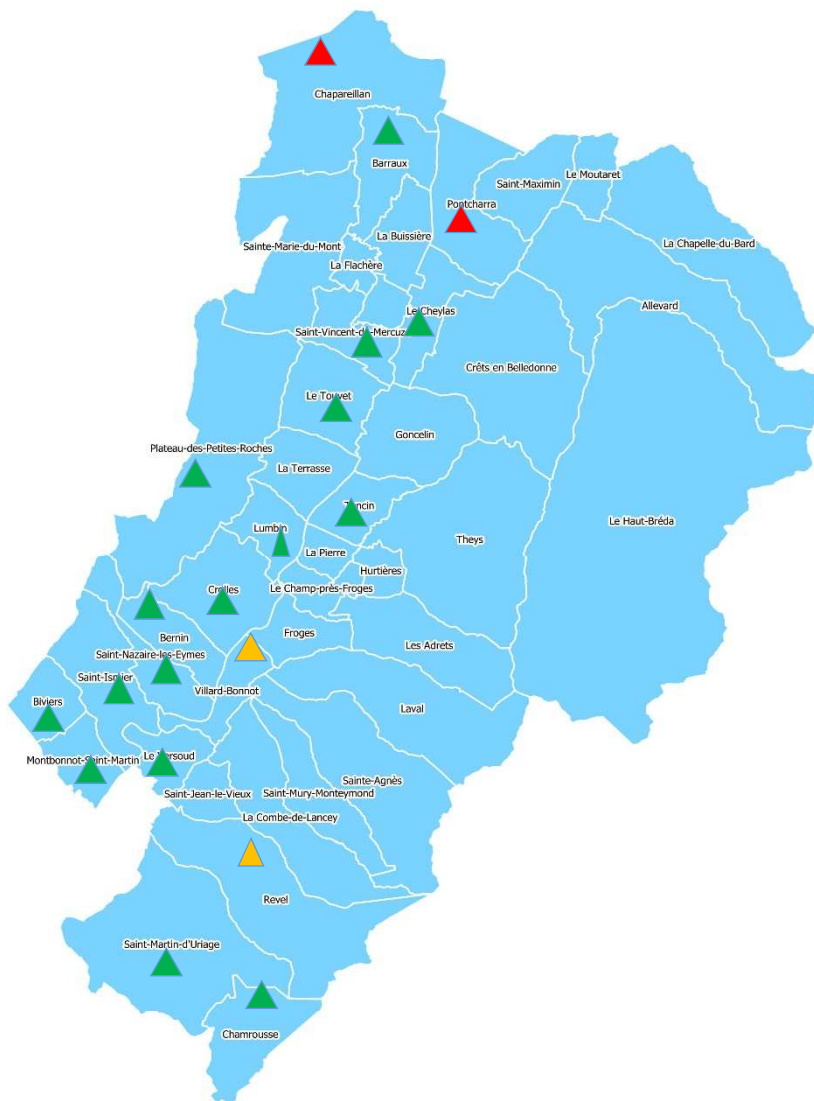 Chapareillan
Barraux
Le Moutaret
Saint-Maximin
Pontcharra
La Buissière
La Chapelle-du-Bard
Sainte-Marie-du-Mont
La Flachère
Allevard
Le Cheylas
Saint-Vincent-de-Mercuz
Crêts en Belledonne
Le Touvet
Goncelin
Plateau-des-Petites-Roches
La Terrasse
Tencin
Le Haut-Bréda
Lumbin
Theys
La Pierre
Hurtières
Le Champ-près-Froges
Crolles
Froges
Bernin
Les Adrets
Saint-Nazaire-les-Eymes
Saint-Ismier
Villard-Bonnot
Biviers
Laval
Le Versoud
Montbonnot-Saint-Martin
Sainte-Agnès
Saint-Jean-le-Vieux
Saint-Mury-Monteymond
La Combe-de-Lancey
Revel
Saint-Martin-d'Uriage
Chamrousse